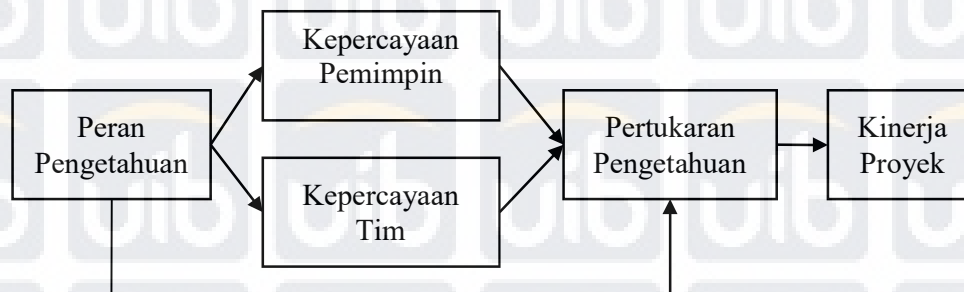 Kepercayaan
Pemimpin
Peran
Pengetahuan
Kepercayaan
Tim
Pertukaran
Pengetahuan
Kinerja
Proyek